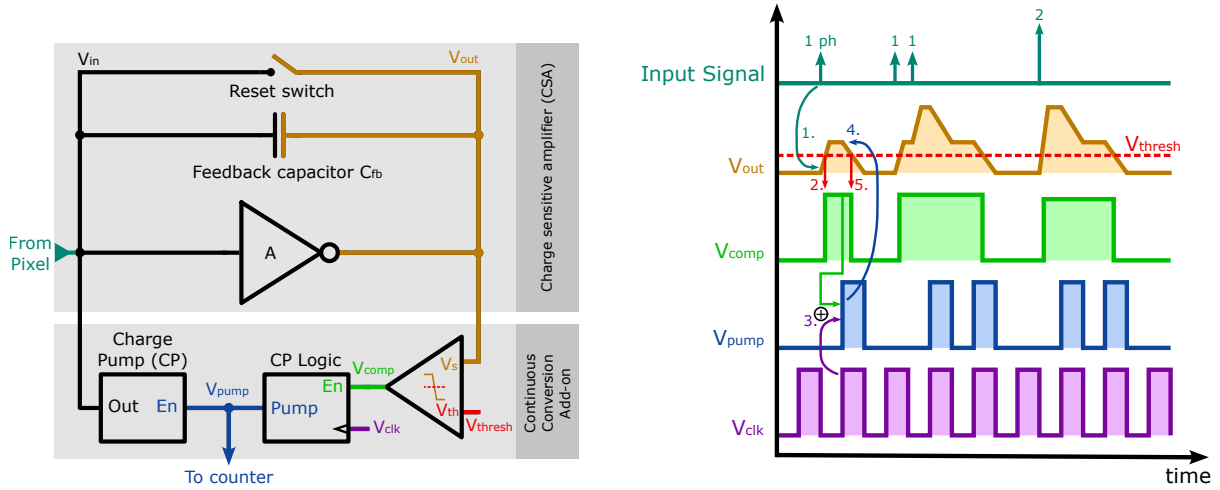 Vin
Vout
Reset switch
Feedback capacitor Cfb
From
Pixel
A
Charge sensitive amplifier (CSA)
Charge
Pump (CP)
CP Logic
Out
En
Vpump
Pump
En
Vcomp
Vclk
Vs
Vth
Vthresh
To counter
Continuous
Conversion
Add-on
Input Signal
1 ph
1
1
2
1.
4.
Vthresh
Vout
2.
5.
Vcomp
3.
Vpump
Vclk
time